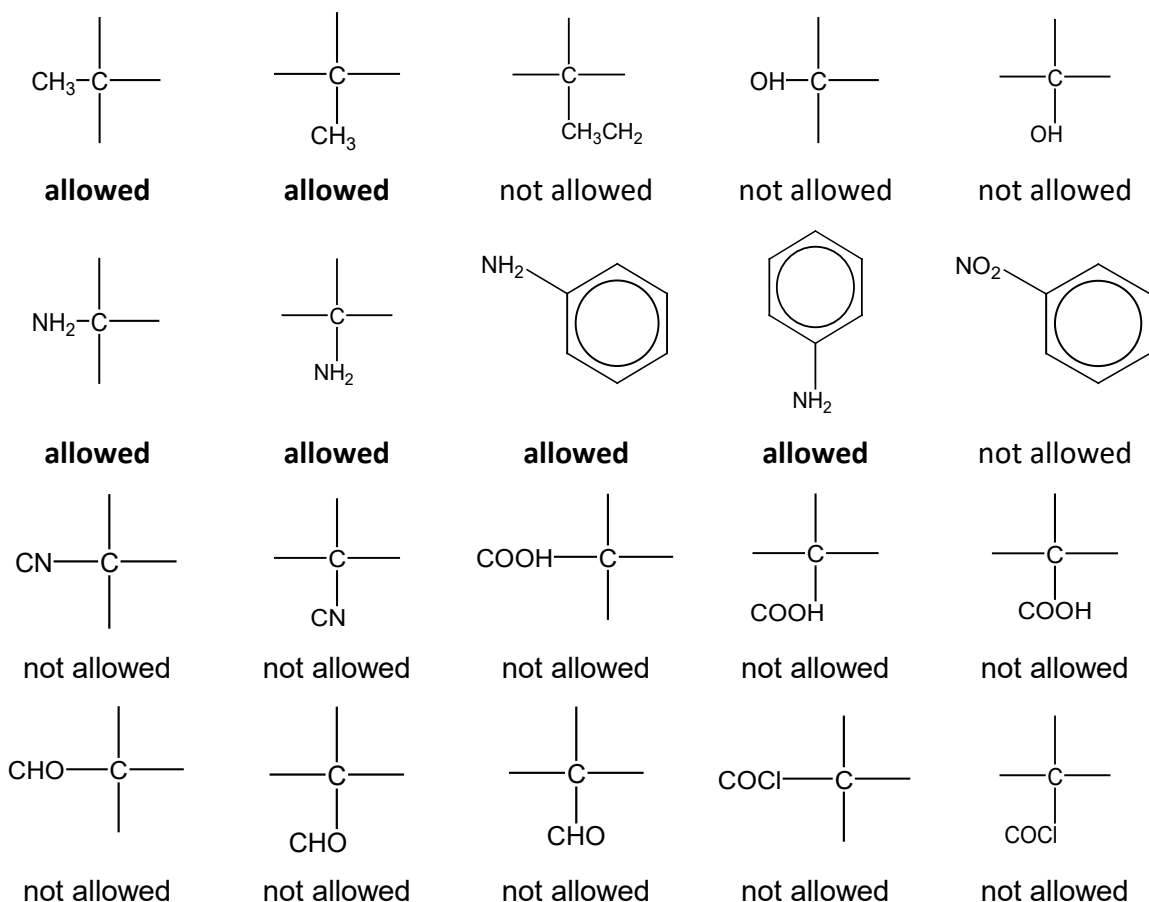 CH₃ C
C
CH₃
C
CH₃CH₂
OH C
C
OH
allowed allowed not allowed not allowed not allowed
NH₂ C
C
NH₂
NH₂
NH₂
NO₂
allowed allowed allowed allowed not allowed
CN C
C
CN
COOH C
C
COOH
C
COOH
not allowed not allowed not allowed not allowed not allowed
CHO C
C
CHO
C
CHO
COCl C
C
COCl
not allowed not allowed not allowed not allowed not allowed